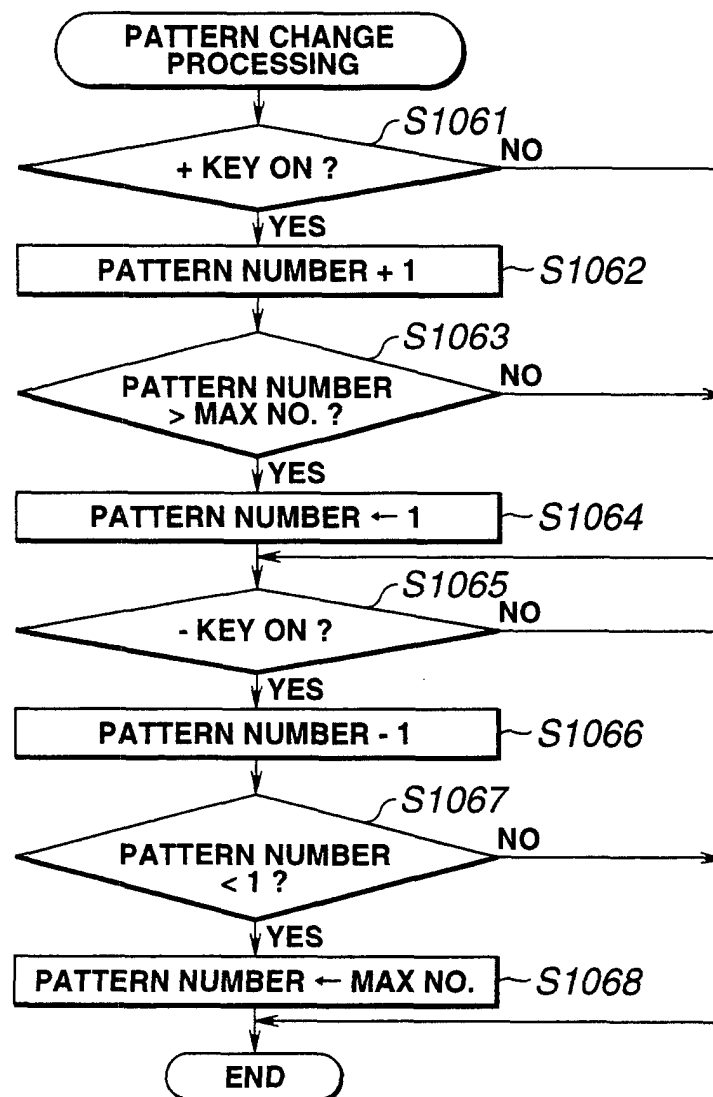 PATTERN CHANGE
PROCESSING
S1061
+ KEY ON ?
NO
YES
PATTERN NUMBER + 1
S1062
S1063
PATTERN NUMBER
> MAX NO. ?
NO
YES
PATTERN NUMBER ← 1
S1064
S1065
- KEY ON ?
NO
YES
PATTERN NUMBER - 1
S1066
S1067
PATTERN NUMBER
< 1 ?
NO
YES
PATTERN NUMBER ← MAX NO.
S1068
END